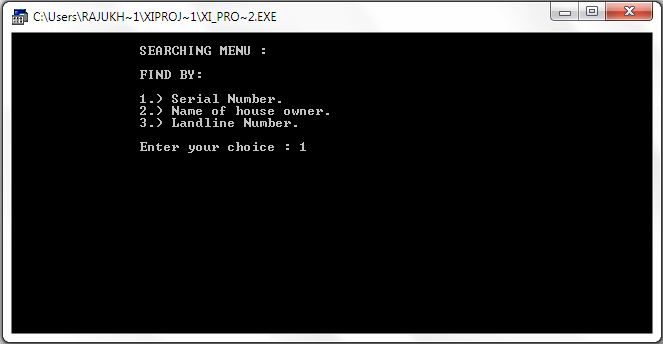 C:\Users\RAJUKH~1\XIPROJ~1\XI_PRO~2.EXE
SEARCHING MENU :
FIND BY:
1.) Serial Number.
2.) Name of house owner.
3.) Landline Number.
Enter your choice : 1